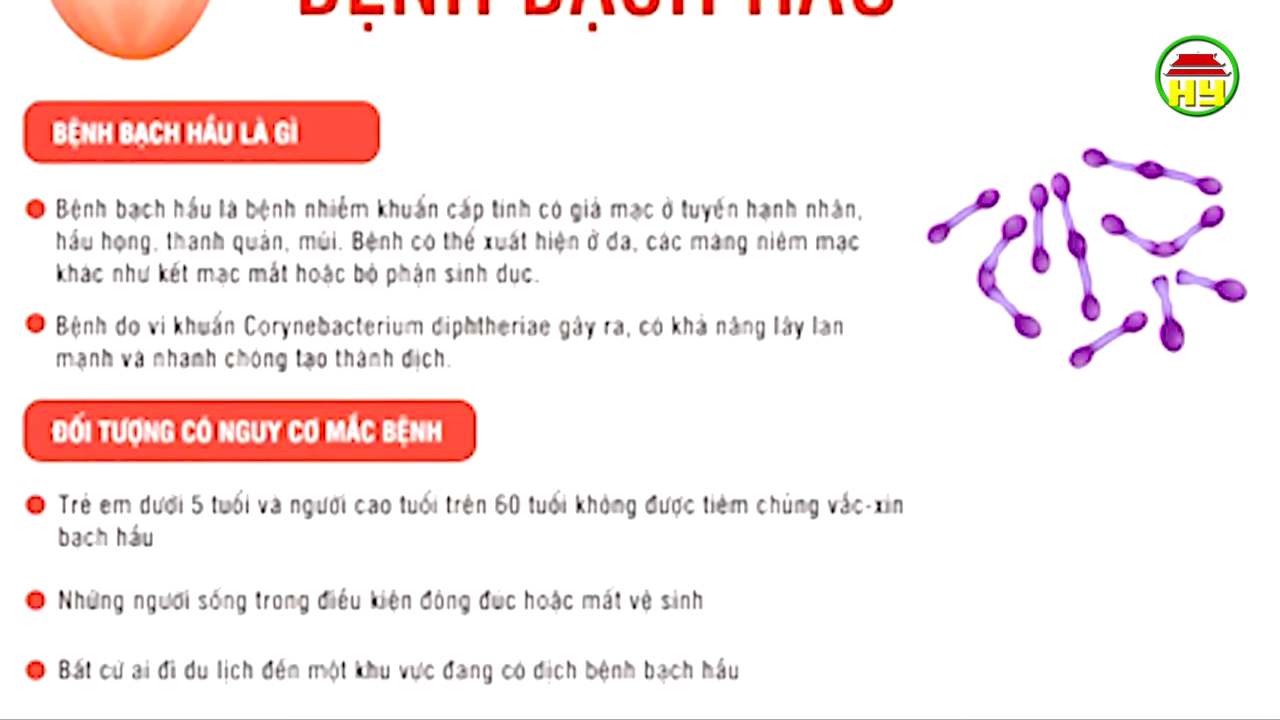 BỆNH BẠCH HẦU
HY
BỆNH BẠCH HẦU LÀ GÌ
Bệnh bạch hầu là bệnh nhiễm khuẩn cấp tính có giả mạc ở tuyến hạnh nhân,
hầu họng, thanh quản, mũi. Bệnh có thể xuất hiện ở da, các màng niêm mạc
khác như kết mạc mắt hoặc bộ phận sinh dục.
Bệnh do vi khuẩn Corynebacterium diphtheriae gây ra, có khả năng lây lan
mạnh và nhanh chóng tạo thành dịch.
ĐỐI TƯỢNG CÓ NGUY CƠ MẮC BỆNH
Trẻ em dưới 5 tuổi và người cao tuổi trên 60 tuổi không được tiêm chủng vắc-xin
bạch hầu
Những người sống trong điều kiện đông đúc hoặc mất vệ sinh
Bất cứ ai đi du lịch đến một khu vực đang có dịch bệnh bạch hầu